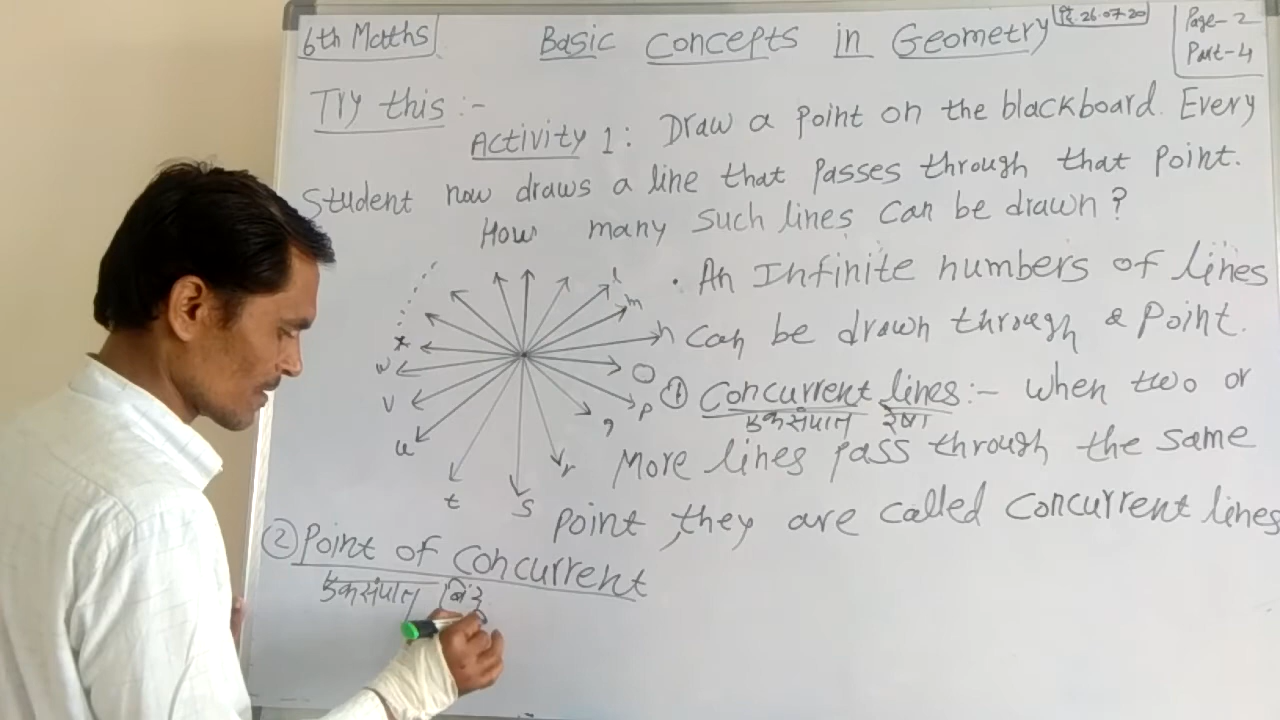 6th Maths
Basic Concepts in Geometry
दि. 26.07.20
Page-2
Part-4
Try this :-
Activity 1: Draw a point on the blackboard. Every
Student now draws a line that passes through that point.
How many such lines can be drawn?
l
m
n
O
P
q
r
S
t
u
v
w
x
. An Infinite numbers of lines
can be drawn through a point.
① Concurrent lines:- When two or
एकसंपात रेषा
More lines pass through the same
point, they are called concurrent lines
② Point of concurrent
एकसंपात बिंदू